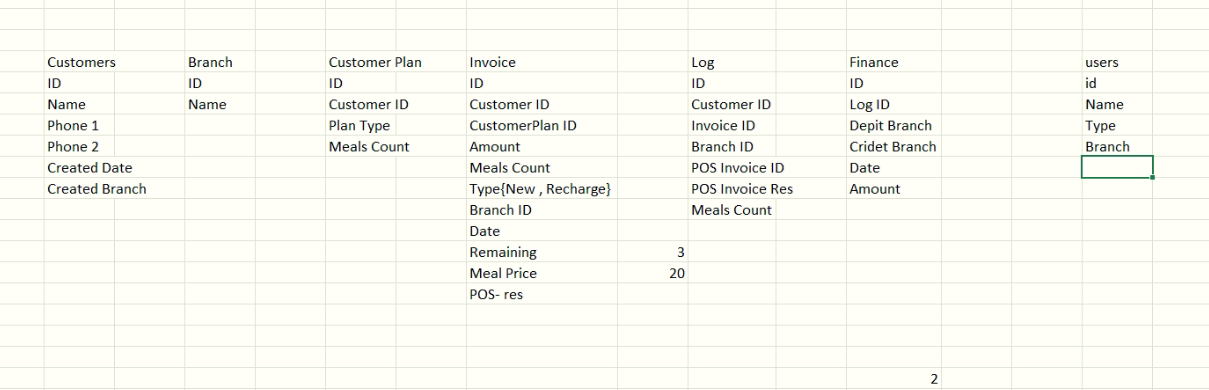 Customers Branch Customer Plan Invoice Log Finance users
ID ID ID ID ID ID id
Name Name Customer ID Customer ID Customer ID Log ID Name
Phone 1 Plan Type CustomerPlan ID Invoice ID Depit Branch Type
Phone 2 Meals Count Amount Branch ID Cridet Branch Branch
Created Date Meals Count POS Invoice ID Date
Created Branch Type{New , Recharge} POS Invoice Res Amount
Branch ID Meals Count
Date
Remaining 3
Meal Price 20
POS- res
2